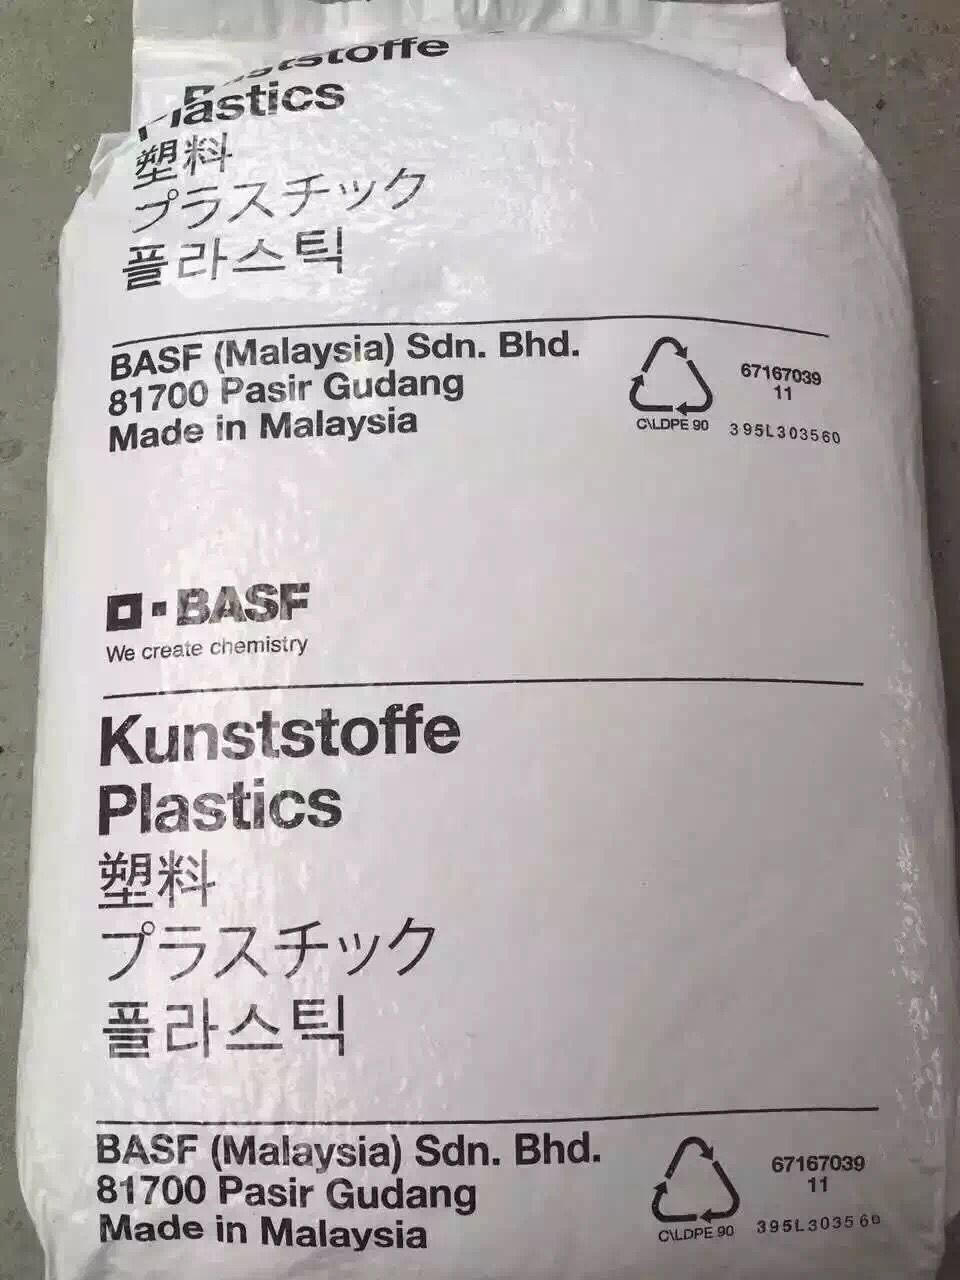 Kunststoffe
Plastics
塑料
プラスチック
플라스틱
BASF (Malaysia) Sdn. Bhd.
81700 Pasir Gudang
Made in Malaysia
67167039
11
C\LDPE 90
395L303560
BASF
We create chemistry
Kunststoffe
Plastics
塑料
プラスチック
플라스틱
BASF (Malaysia) Sdn. Bhd.
81700 Pasir Gudang
Made in Malaysia
67167039
11
C\LDPE 90
395L303560